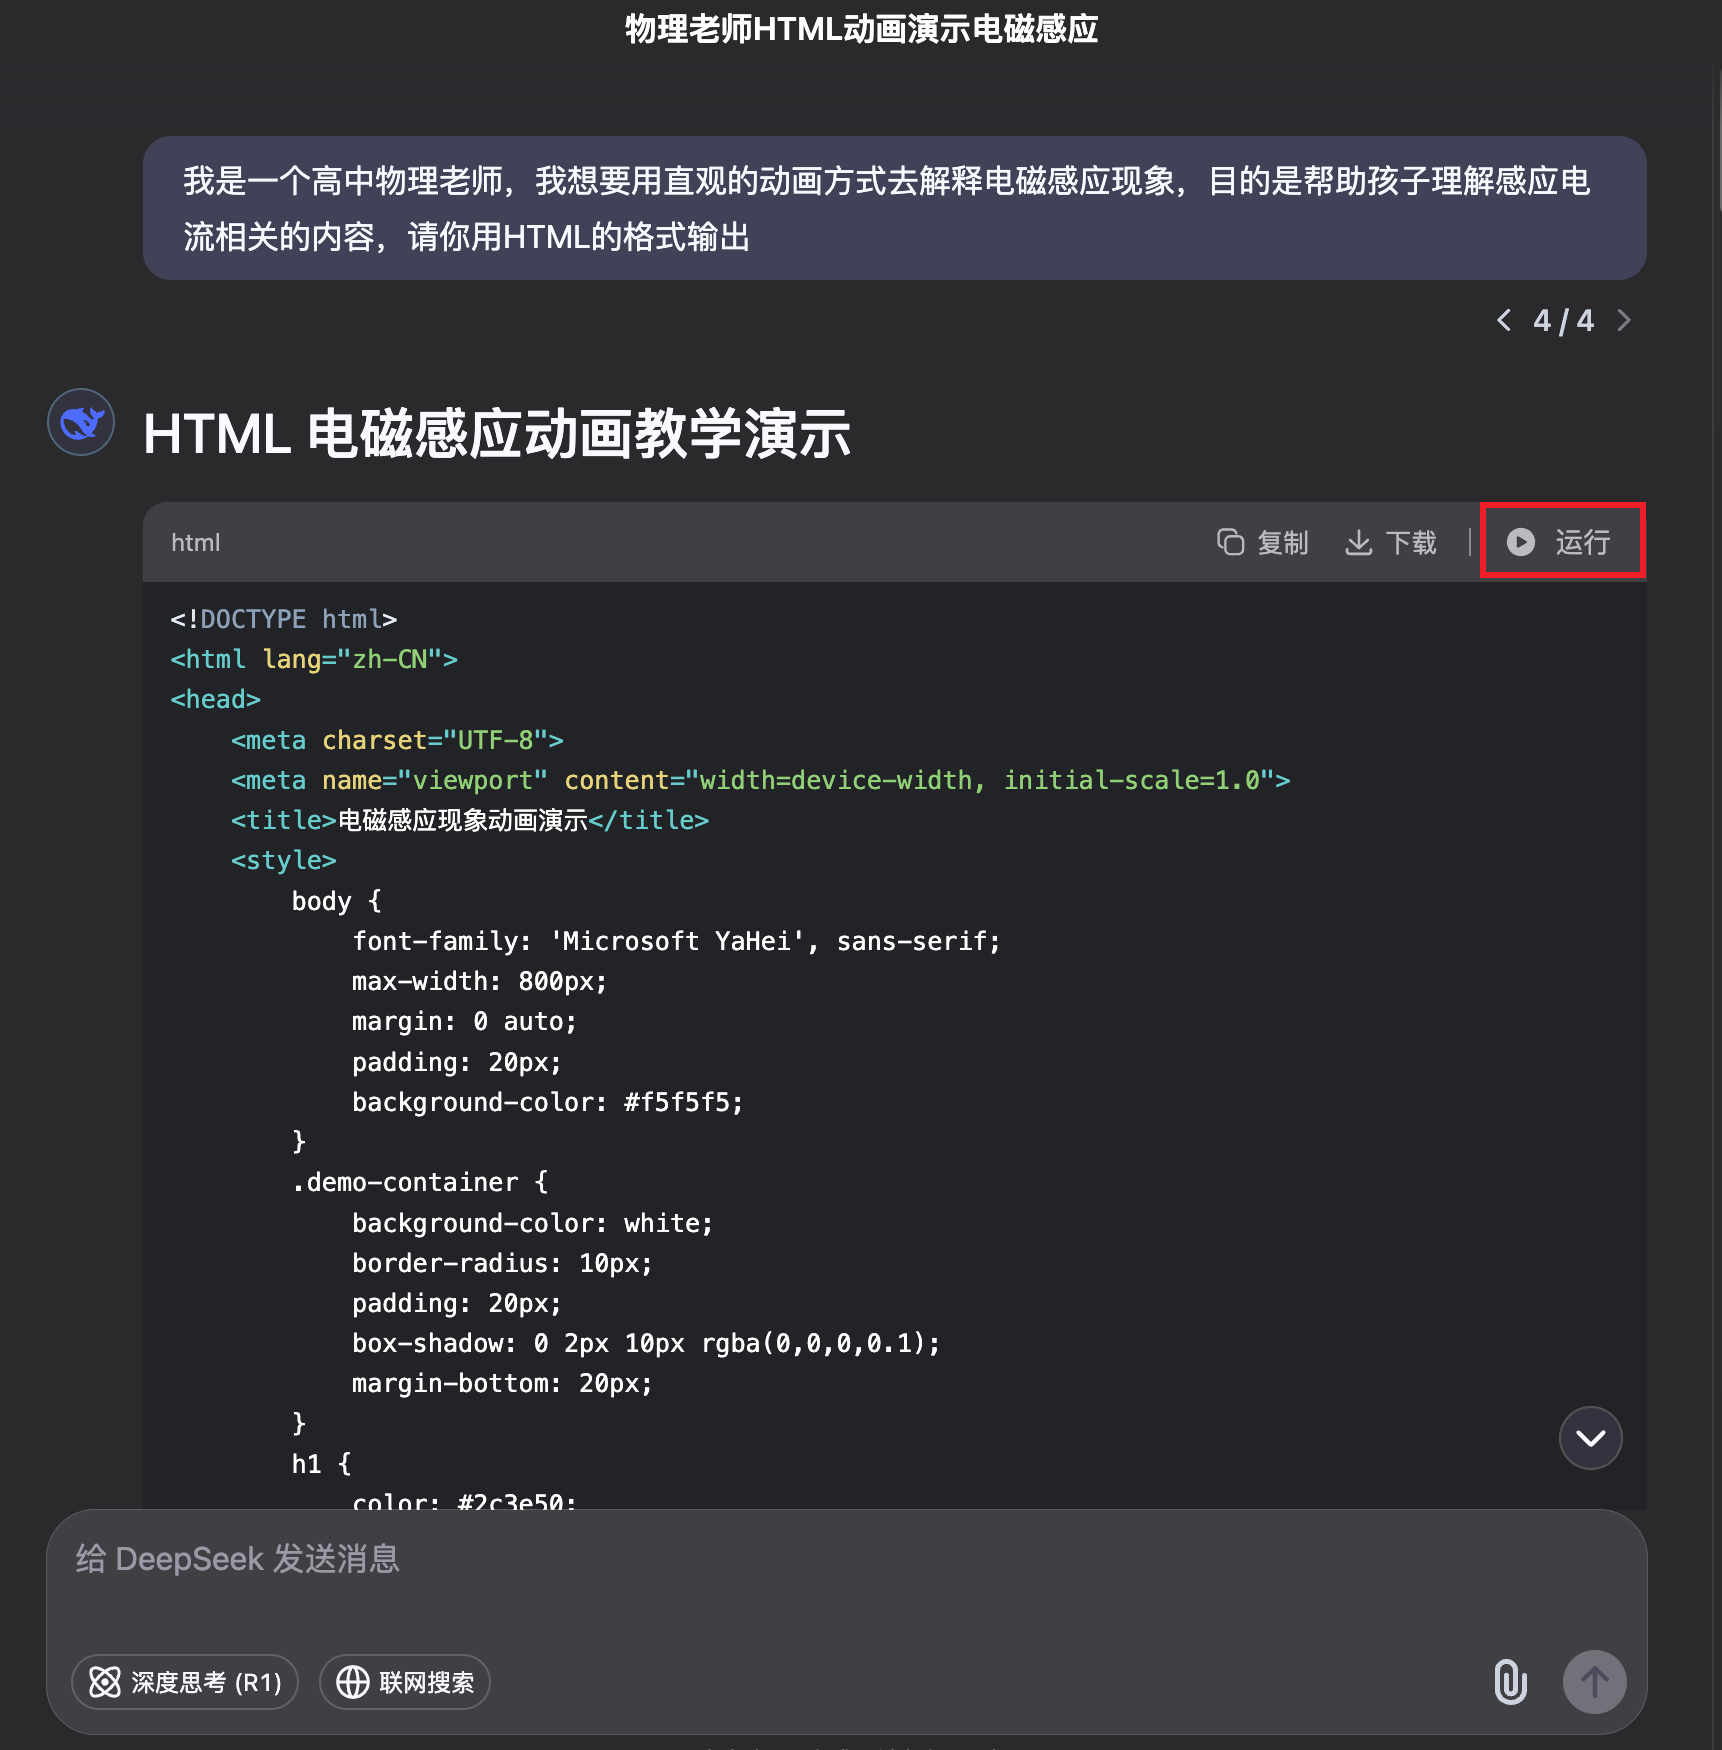 物理老师HTML动画演示电磁感应
我是一个高中物理老师，我想要用直观的动画方式去解释电磁感应现象，目的是帮助孩子理解感应电
流相关的内容，请你用HTML的格式输出
4 / 4
HTML 电磁感应动画教学演示
html 复制 下载 运行
<!DOCTYPE html>
<html lang="zh-CN">
<head>
    <meta charset="UTF-8">
    <meta name="viewport" content="width=device-width, initial-scale=1.0">
    <title>电磁感应现象动画演示</title>
    <style>
        body {
            font-family: 'Microsoft YaHei', sans-serif;
            max-width: 800px;
            margin: 0 auto;
            padding: 20px;
            background-color: #f5f5f5;
        }
        .demo-container {
            background-color: white;
            border-radius: 10px;
            padding: 20px;
            box-shadow: 0 2px 10px rgba(0,0,0,0.1);
            margin-bottom: 20px;
        }
        h1 {
            color: #2c3e50;
给 DeepSeek 发送消息
深度思考 (R1) 联网搜索